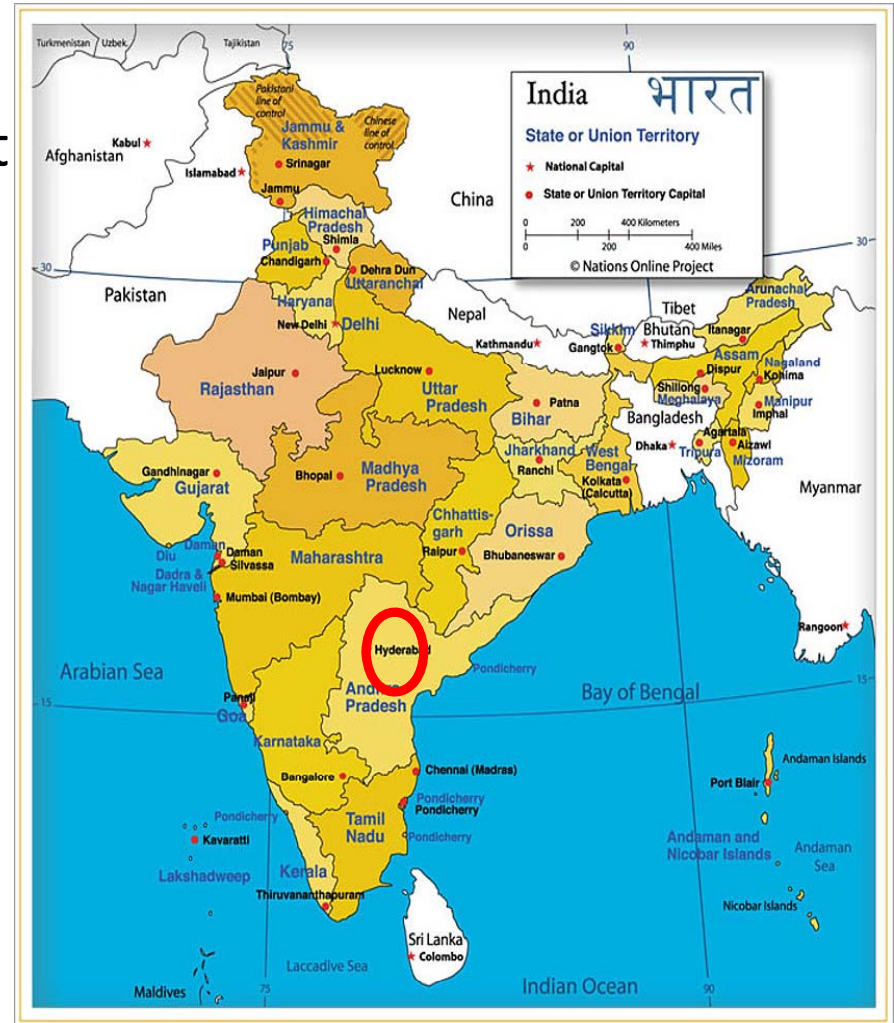 t
Turkmenistan
Uzbek.
Tajikistan
75
90
Pakistani
line of
control
Chinese
line of
control
Jammu &
Kashmir
India भारत
State or Union Territory
National Capital
State or Union Territory Capital
0 200 400 Kilometers
0 200 400 Miles
© Nations Online Project
Kabul
Afghanistan
Islamabad
Srinagar
Jammu
China
Himachal
Pradesh
Shimla
Punjab
Chandigarh
Dehra Dun
Uttaranchal
30
30
Pakistan
Haryana
New Delhi
Delhi
Nepal
Kathmandu
Tibet
Sikkim
Gangtok
Bhutan
Thimphu
Arunachal
Pradesh
Itanagar
Assam
Dispur
Nagaland
Kohima
Shillong
Meghalaya
Manipur
Imphal
Jaipur
Rajasthan
Lucknow
Uttar
Pradesh
Patna
Bihar
Bangladesh
Dhaka
Agartala
Tripura
Aizawl
Mizoram
Gandhinagar
Gujarat
Bhopal
Madhya
Pradesh
Jharkhand
Ranchi
West
Bengal
Kolkata
(Calcutta)
Myanmar
Chhattis-
garh
Raipur
Orissa
Bhubaneswar
Daman
Diu
Daman
Silvassa
Dadra &
Nagar Haveli
Maharashtra
Mumbai (Bombay)
Hyderabad
Rangoon
Arabian Sea
Pondicherry
Bay of Bengal
15
15
Andhra
Pradesh
Panaji
Goa
Karnataka
Bangalore
Chennai (Madras)
Andaman Islands
Port Blair
Pondicherry
Pondicherry
Pondicherry
Tamil
Nadu
Pondicherry
Kavaratti
Lakshadweep
Kerala
Thiruvananthapuram
Andaman and
Nicobar Islands
Andaman
Sea
Nicobar Islands
Sri Lanka
Colombo
Laccadive Sea
Maldives
75
Indian Ocean
90